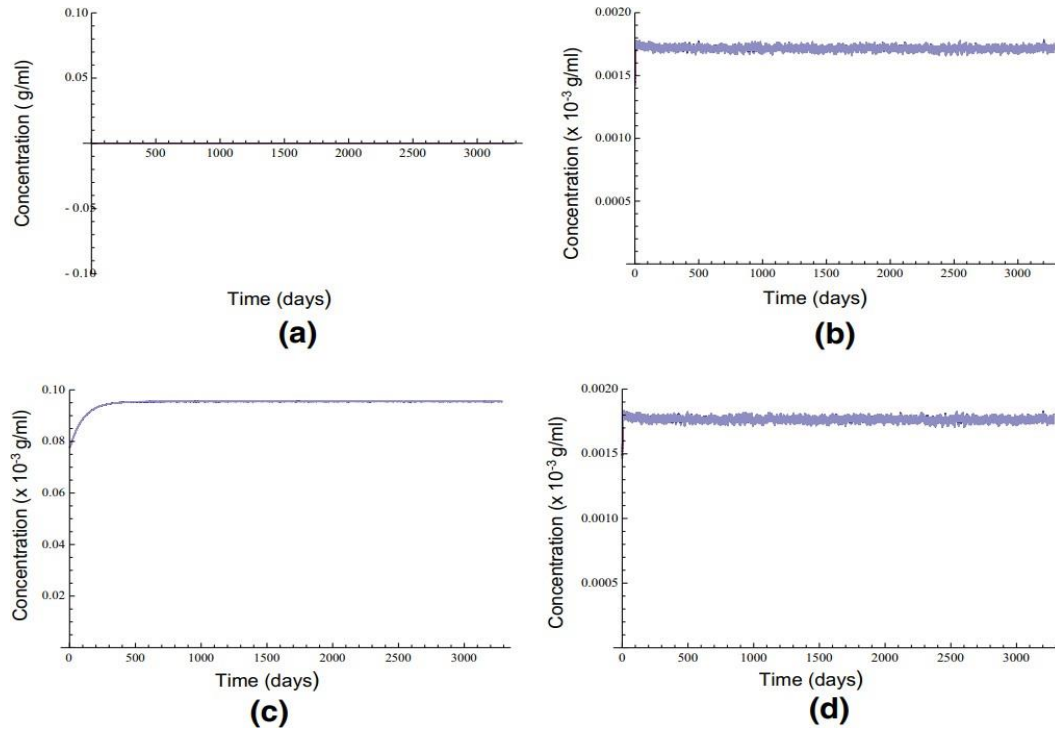 Concentration ( g/ml)
0.10
0.05
- 0.05
- 0.10
500 1000 1500 2000 2500 3000
Time (days)
(a)
Concentration (x 10-3 g/ml)
0.0020
0.0015
0.0010
0.0005
0 500 1000 1500 2000 2500 3000
Time (days)
(b)
Concentration (x 10-3 g/ml)
0.10
0.08
0.06
0.04
0.02
0 500 1000 1500 2000 2500 3000
Time (days)
(c)
Concentration (x 10-3 g/ml)
0.0020
0.0015
0.0010
0.0005
0 500 1000 1500 2000 2500 3000
Time (days)
(d)